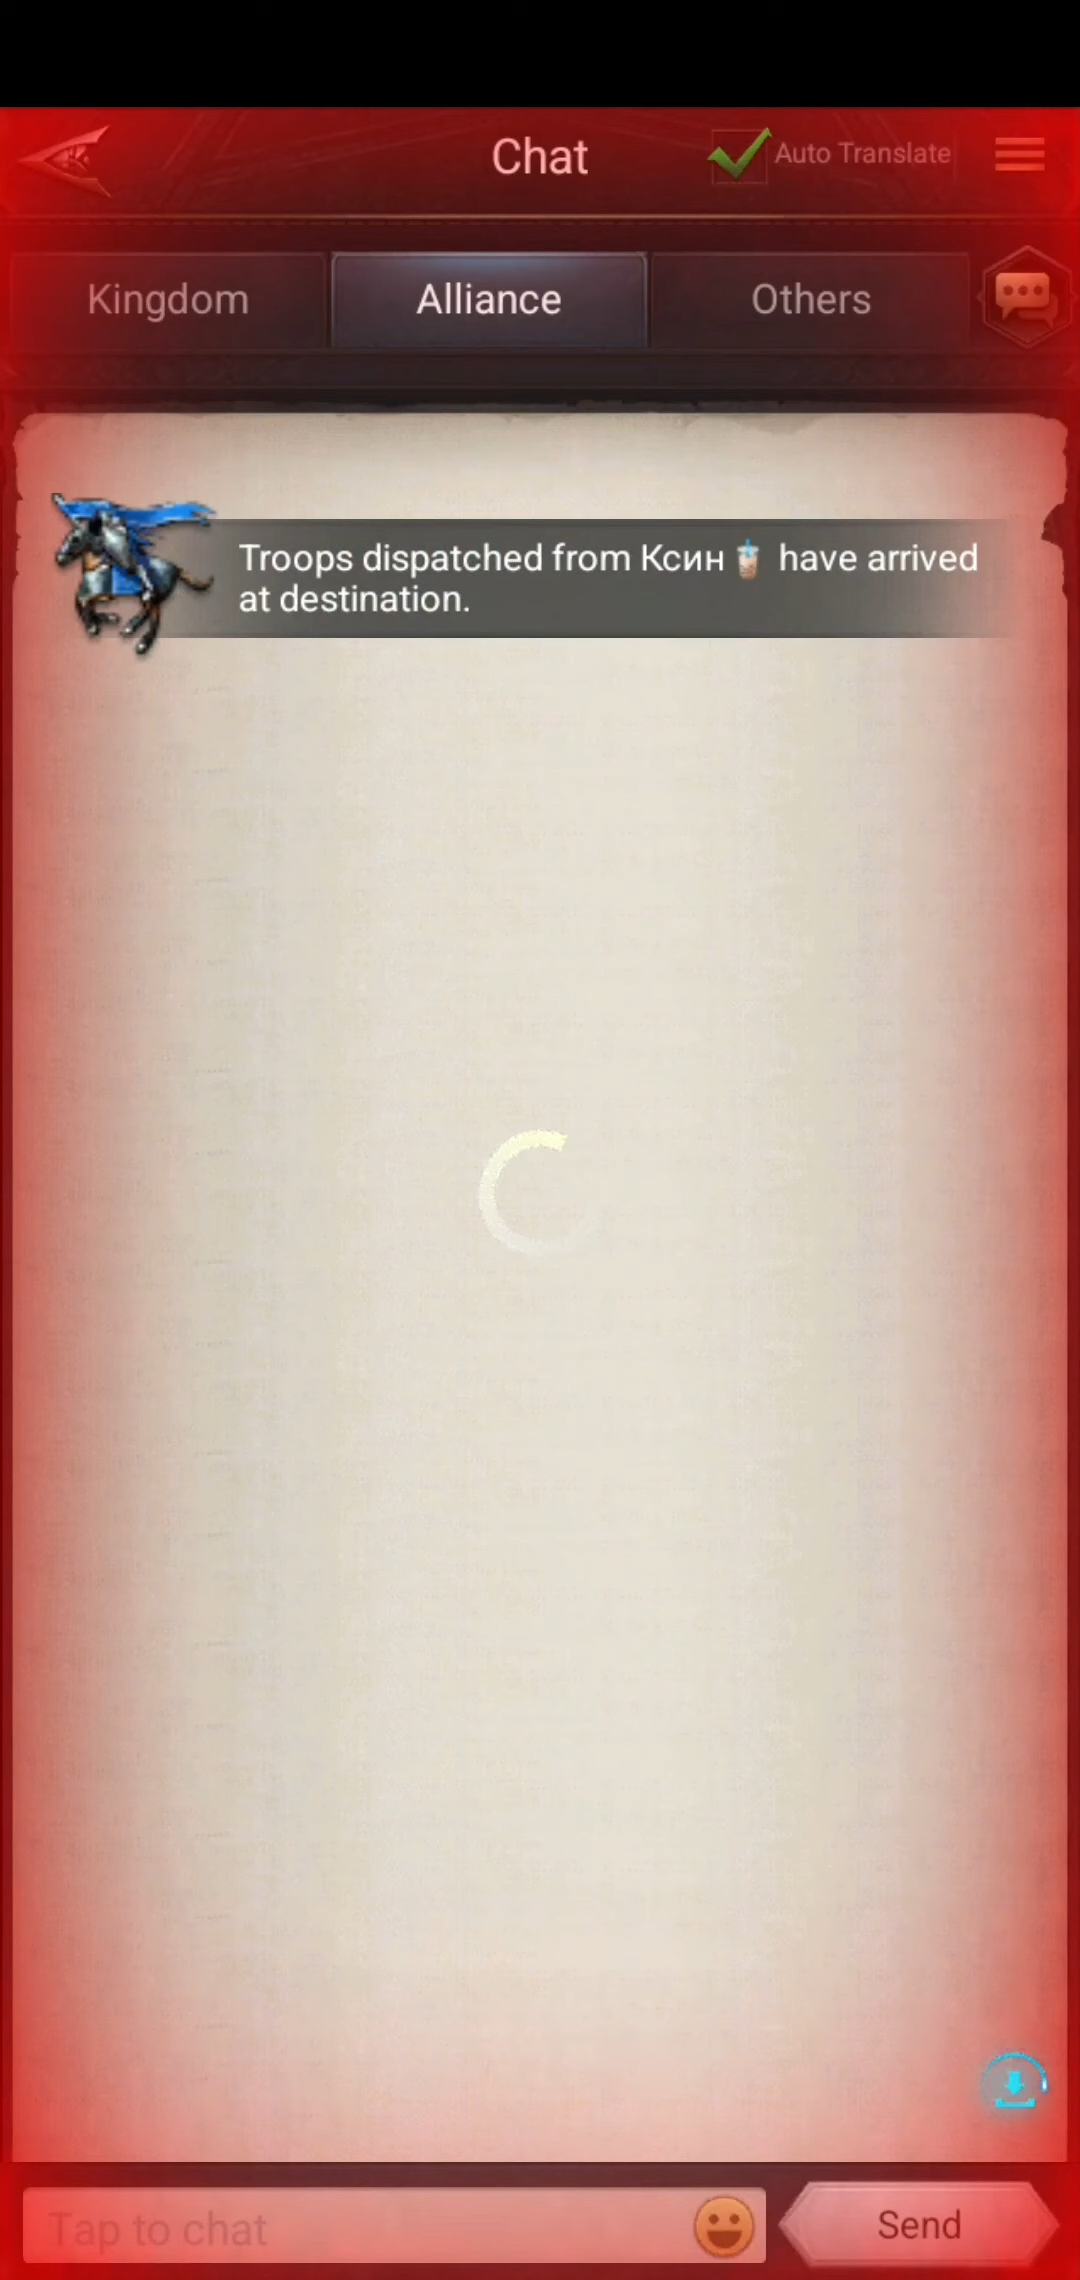 Chat
Auto Translate
Kingdom
Alliance
Others
Troops dispatched from Ксин🧋 have arrived
at destination.
Tap to chat
Send